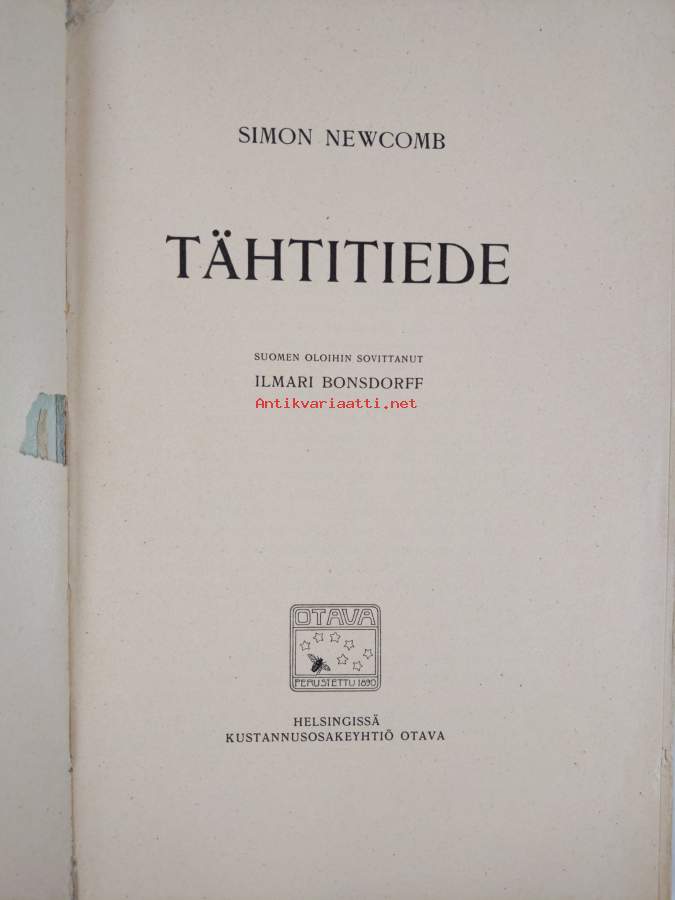 SIMON NEWCOMB
TÄHTITIEDE
SUOMEN OLOIHIN SOVITTANUT
ILMARI BONSDORFF
Antikvariaatti.net
OTAVA
PERUSTETTU 1890
HELSINGISSÄ
KUSTANNUSOSAKEYHTIÖ OTAVA